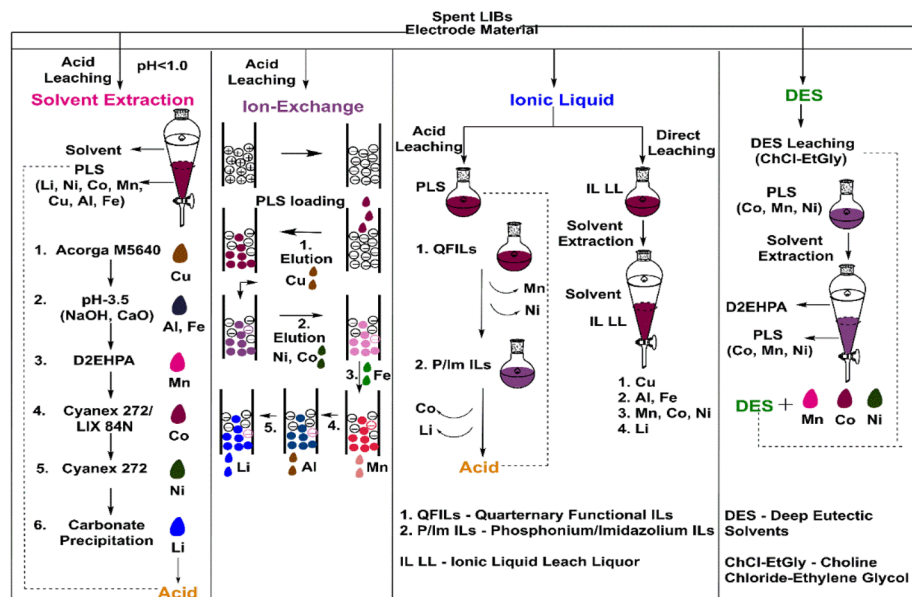 Spent LIBs
Electrode Material
Acid
Leaching
pH<1.0
Solvent Extraction
Solvent
PLS
(Li, Ni, Co, Mn,
Cu, Al, Fe)
1. Acorga M5640
Cu
2. pH-3.5
(NaOH, CaO)
Al, Fe
3. D2EHPA
Mn
4. Cyanex 272/
LIX 84N
Co
5. Cyanex 272
Ni
6. Carbonate
Precipitation
Li
Acid
Acid
Leaching
Ion-Exchange
PLS loading
1.
Elution
Cu
2.
Elution
Ni, Co
3.
Fe
4.
Mn
5.
Al
Li
Ionic Liquid
Acid
Leaching
PLS
1. QFILs
Mn
Ni
2. P/Im ILs
Co
Li
Acid
Direct
Leaching
IL LL
Solvent
Extraction
Solvent
IL LL
1. Cu
2. Al, Fe
3. Mn, Co, Ni
4. Li
1. QFILs - Quarternary Functional ILs
2. P/Im ILs - Phosphonium/Imidazolium ILs
IL LL - Ionic Liquid Leach Liquor
DES
DES Leaching
(ChCl-EtGly)
PLS
(Co, Mn, Ni)
Solvent
Extraction
D2EHPA
PLS
(Co, Mn, Ni)
DES +
Mn Co Ni
DES - Deep Eutectic
Solvents
ChCl-EtGly - Choline
Chloride-Ethylene Glycol